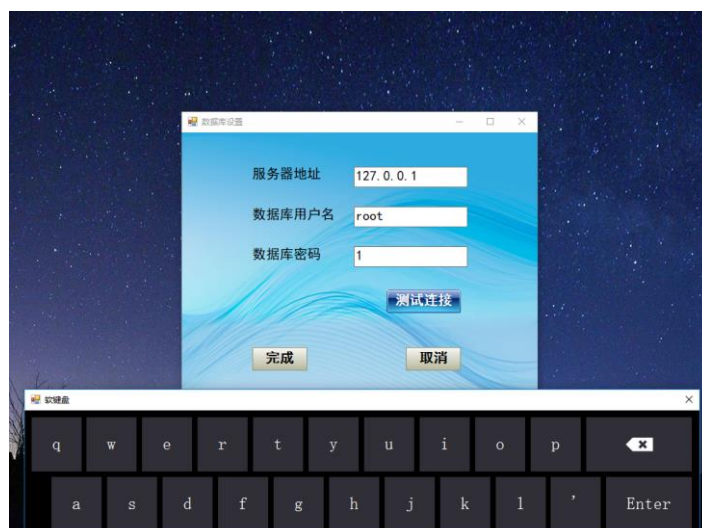 数据库设置
服务器地址 127.0.0.1
数据库用户名 root
数据库密码 1
测试连接
完成 取消
软键盘
q w e r t y u i o p
a s d f g h j k l ' Enter